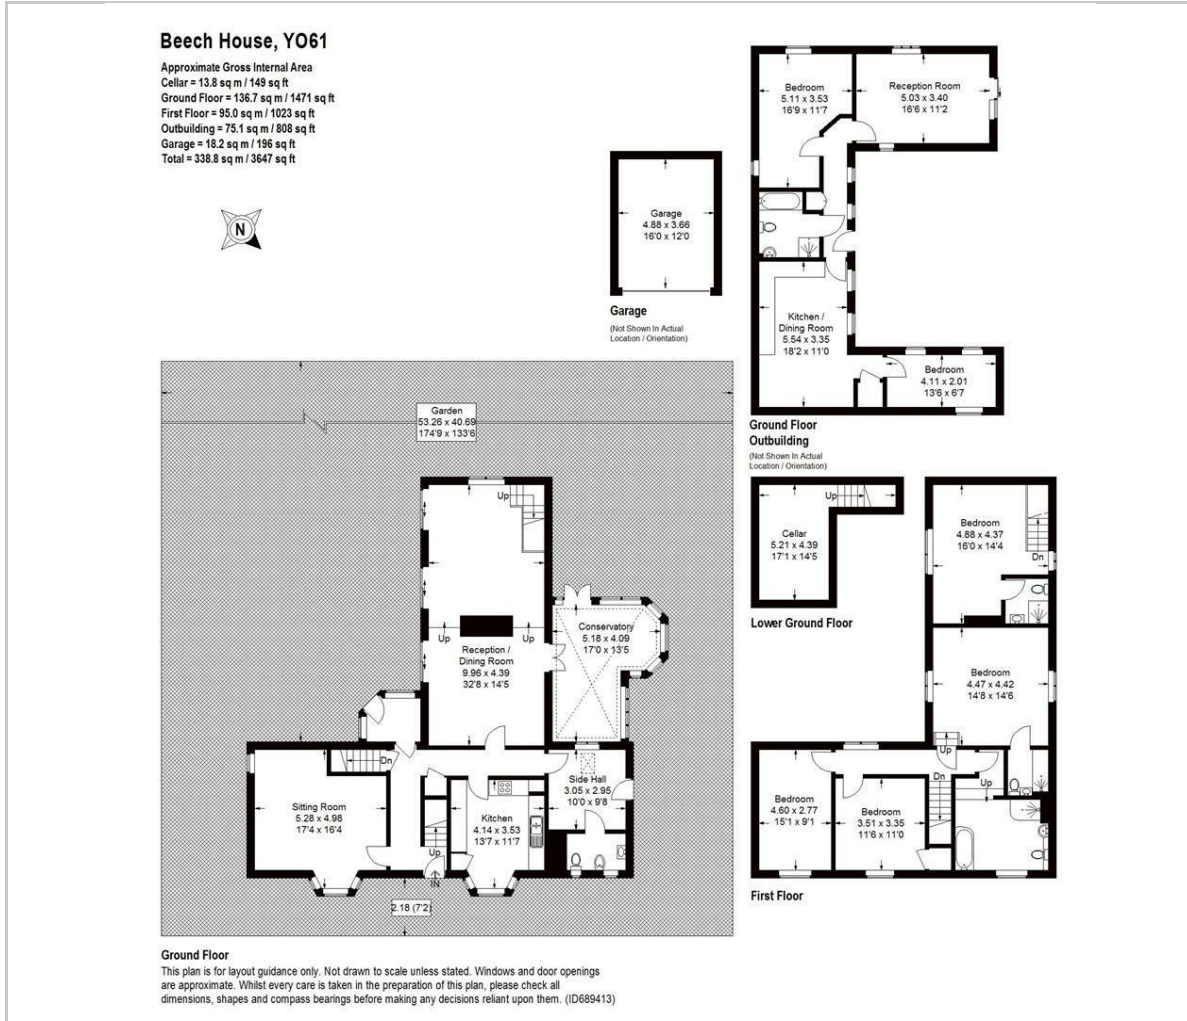 Beech House, YO61
Approximate Gross Internal Area
Cellar = 13.8 sq m / 149 sq ft
Ground Floor = 136.7 sq m / 1471 sq ft
First Floor = 95.0 sq m / 1023 sq ft
Outbuilding = 75.1 sq m / 808 sq ft
Garage = 18.2 sq m / 196 sq ft
Total = 338.8 sq m / 3647 sq ft
N
Garage
4.88 x 3.66
16'0 x 12'0
Garage
(Not Shown In Actual
Location / Orientation)
Bedroom
5.11 x 3.53
16'9 x 11'7
Reception Room
5.03 x 3.40
16'6 x 11'2
Kitchen /
Dining Room
5.54 x 3.35
18'2 x 11'0
Bedroom
4.11 x 2.01
13'6 x 6'7
Ground Floor
Outbuilding
(Not Shown In Actual
Location / Orientation)
Garden
53.26 x 40.69
174'9 x 133'6
Up
Up
Up
Reception /
Dining Room
9.96 x 4.39
32'8 x 14'5
Conservatory
5.18 x 4.09
17'0 x 13'5
Dn
Sitting Room
5.28 x 4.98
17'4 x 16'4
Up
IN
Kitchen
4.14 x 3.53
13'7 x 11'7
Side Hall
3.05 x 2.95
10'0 x 9'8
2.18 (7'2)
Ground Floor
Up
Cellar
5.21 x 4.39
17'1 x 14'5
Lower Ground Floor
Bedroom
4.88 x 4.37
16'0 x 14'4
Dn
Bedroom
4.47 x 4.42
14'8 x 14'6
Up
Dn
Up
Bedroom
4.60 x 2.77
15'1 x 9'1
Bedroom
3.51 x 3.35
11'6 x 11'0
First Floor
This plan is for layout guidance only. Not drawn to scale unless stated. Windows and door openings
are approximate. Whilst every care is taken in the preparation of this plan, please check all
dimensions, shapes and compass bearings before making any decisions reliant upon them. (ID689413)